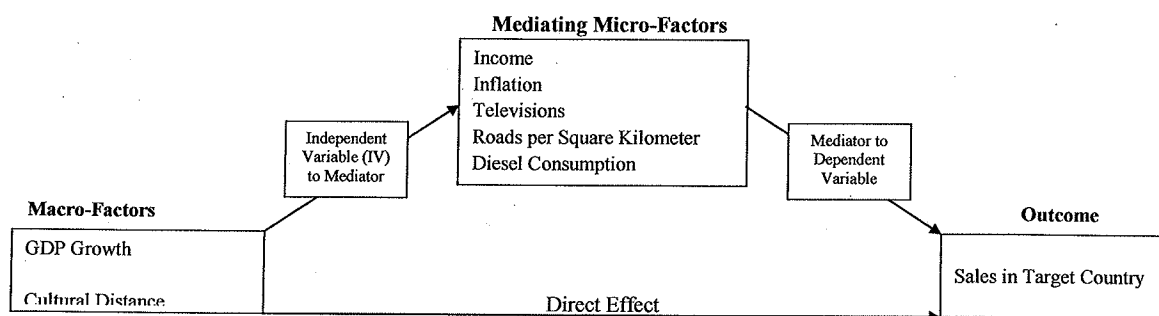 Mediating Micro-Factors
Income
Inflation
Televisions
Roads per Square Kilometer
Diesel Consumption
Independent
Variable (IV)
to Mediator
Mediator to
Dependent
Variable
Macro-Factors
GDP Growth
Cultural Distance
Outcome
Sales in Target Country
Direct Effect